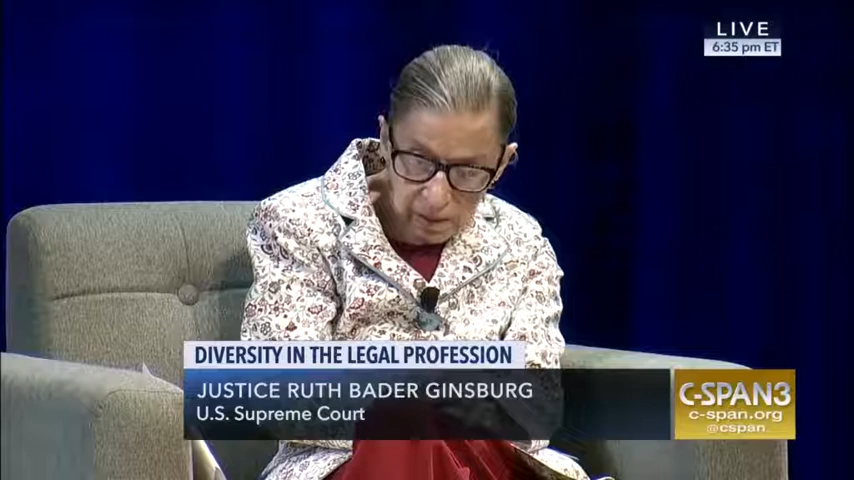 LIVE
6:35 pm ET
DIVERSITY IN THE LEGAL PROFESSION
JUSTICE RUTH BADER GINSBURG
U.S. Supreme Court
C-SPAN3
c-span.org
@cspan